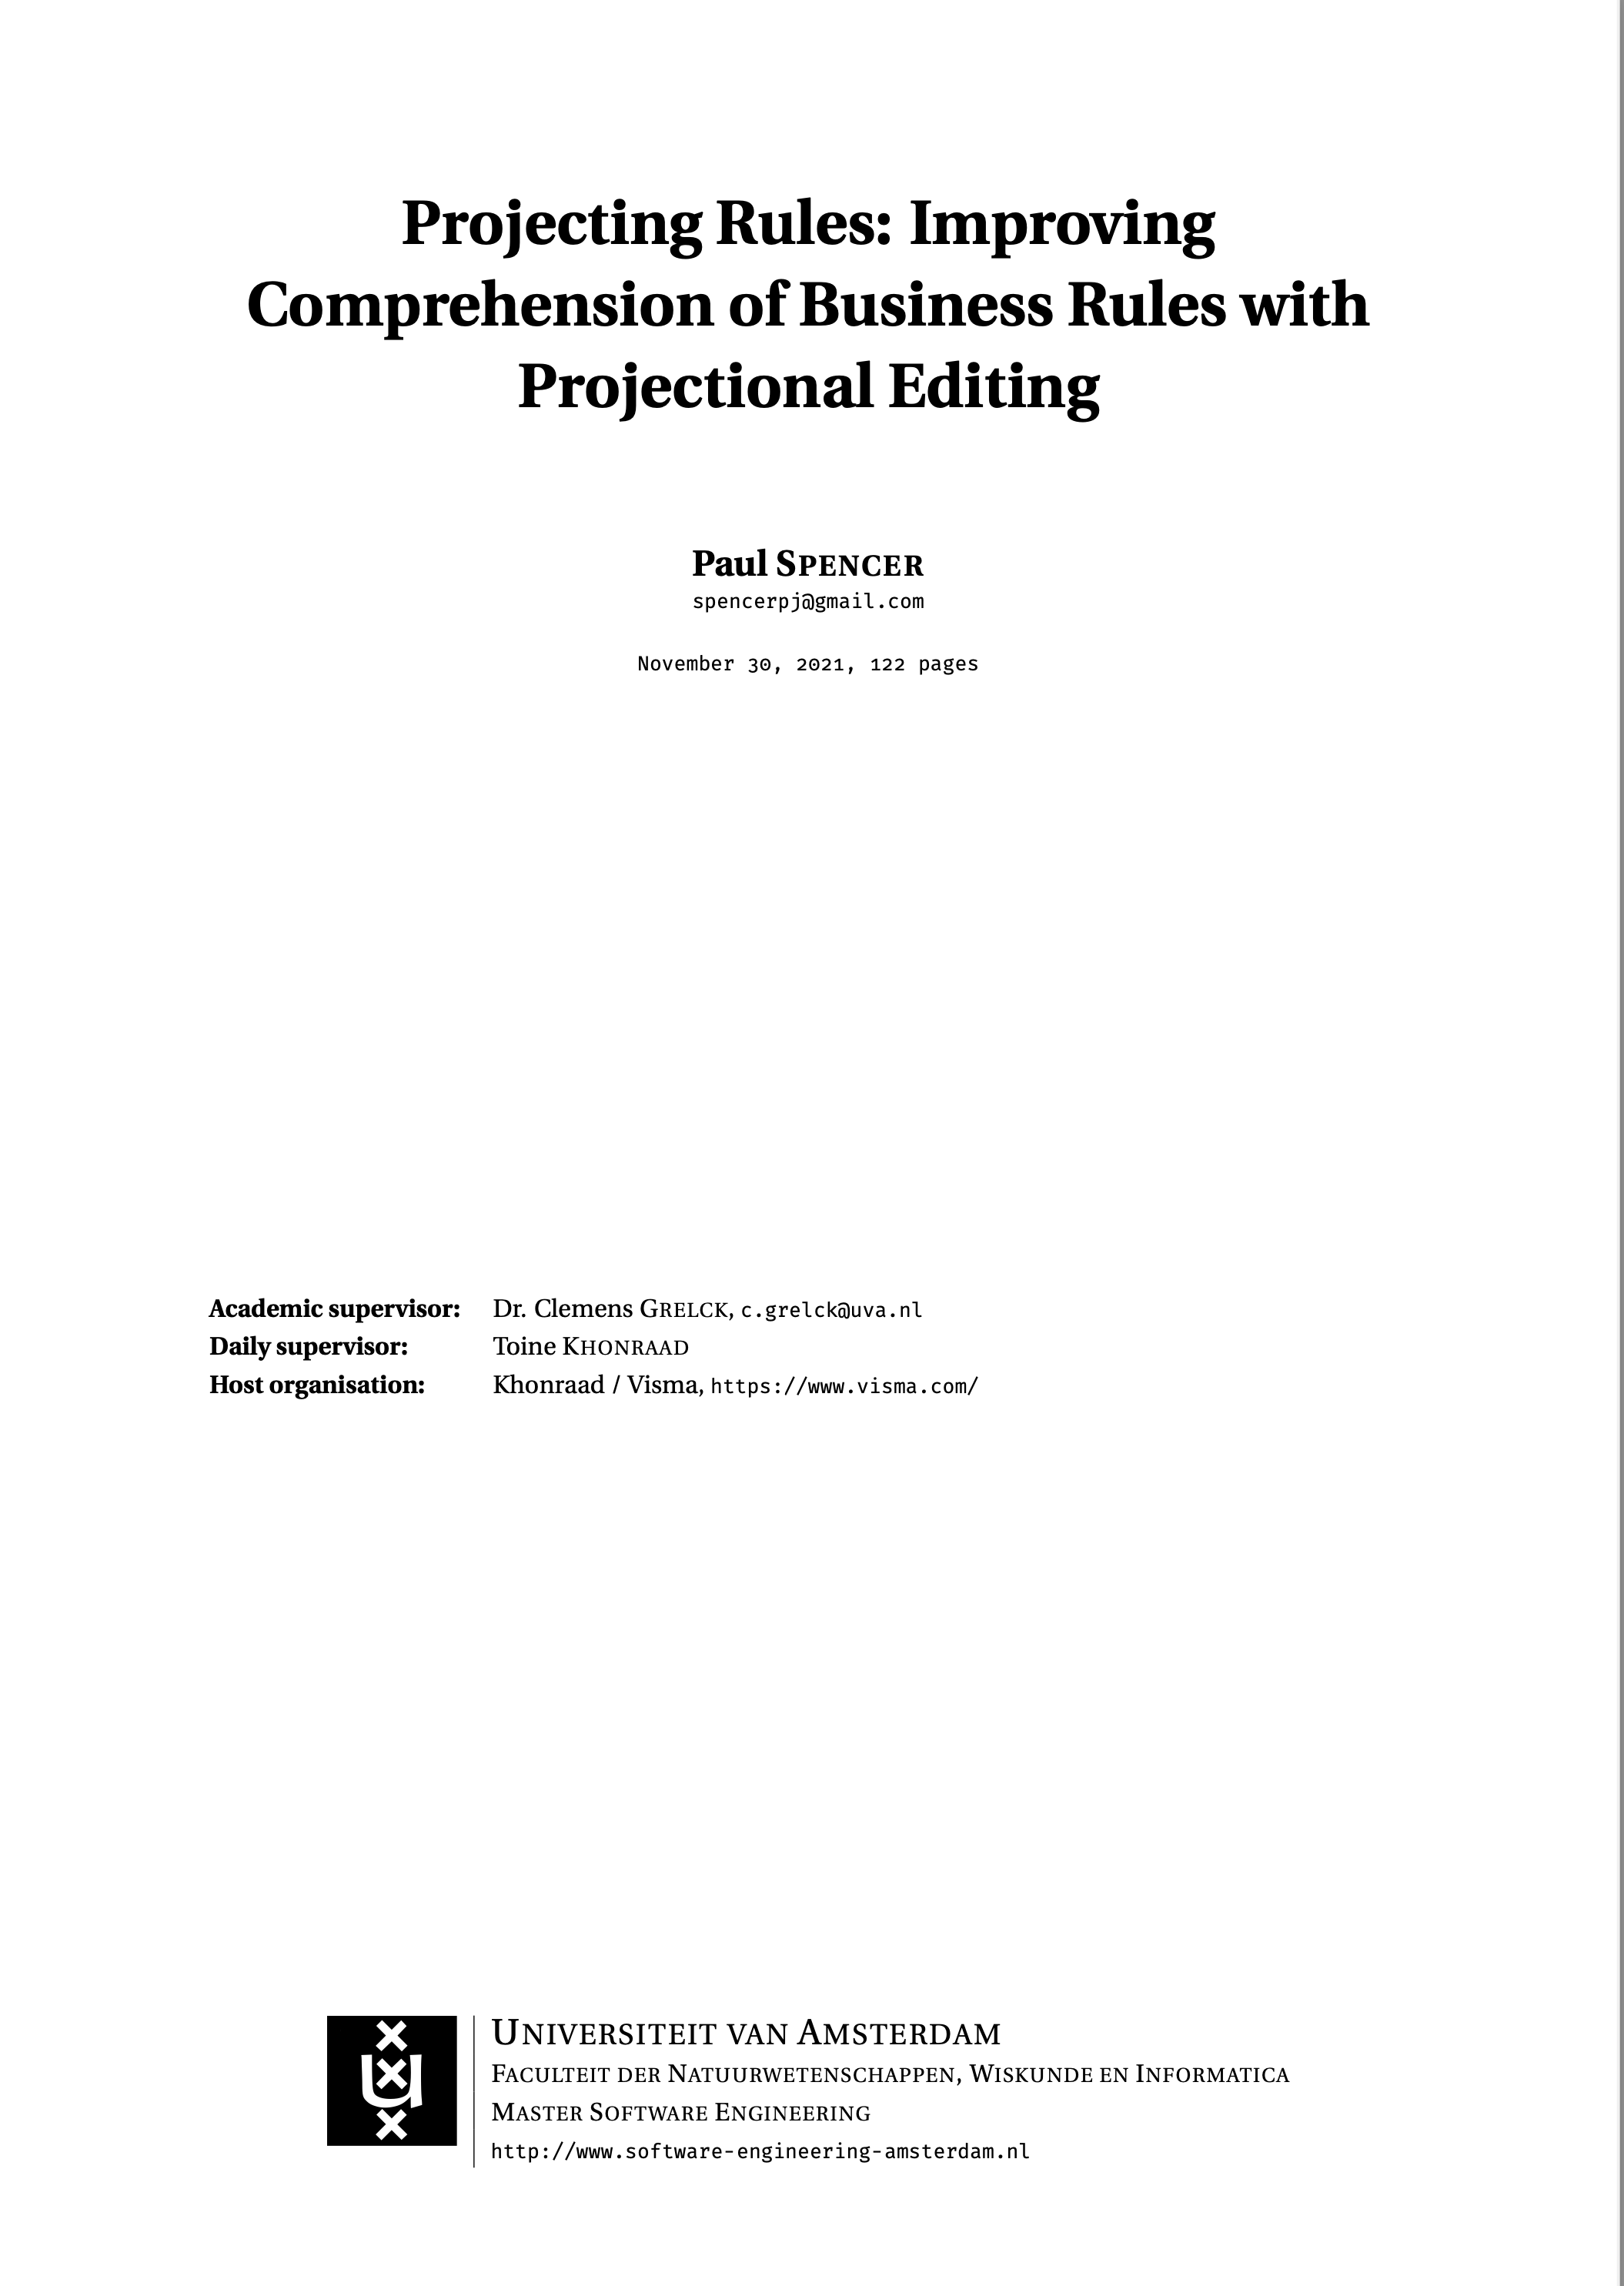 Projecting Rules: Improving
Comprehension of Business Rules with
Projectional Editing
Paul SPENCER
spencerpj@gmail.com
November 30, 2021, 122 pages
Academic supervisor: Dr. Clemens GRELCK, c.grelck@uva.nl
Daily supervisor: Toine KHONRAAD
Host organisation: Khonraad / Visma, https://www.visma.com/
UNIVERSITEIT VAN AMSTERDAM
FACULTEIT DER NATUURWETENSCHAPPEN, WISKUNDE EN INFORMATICA
MASTER SOFTWARE ENGINEERING
http://www.software-engineering-amsterdam.nl